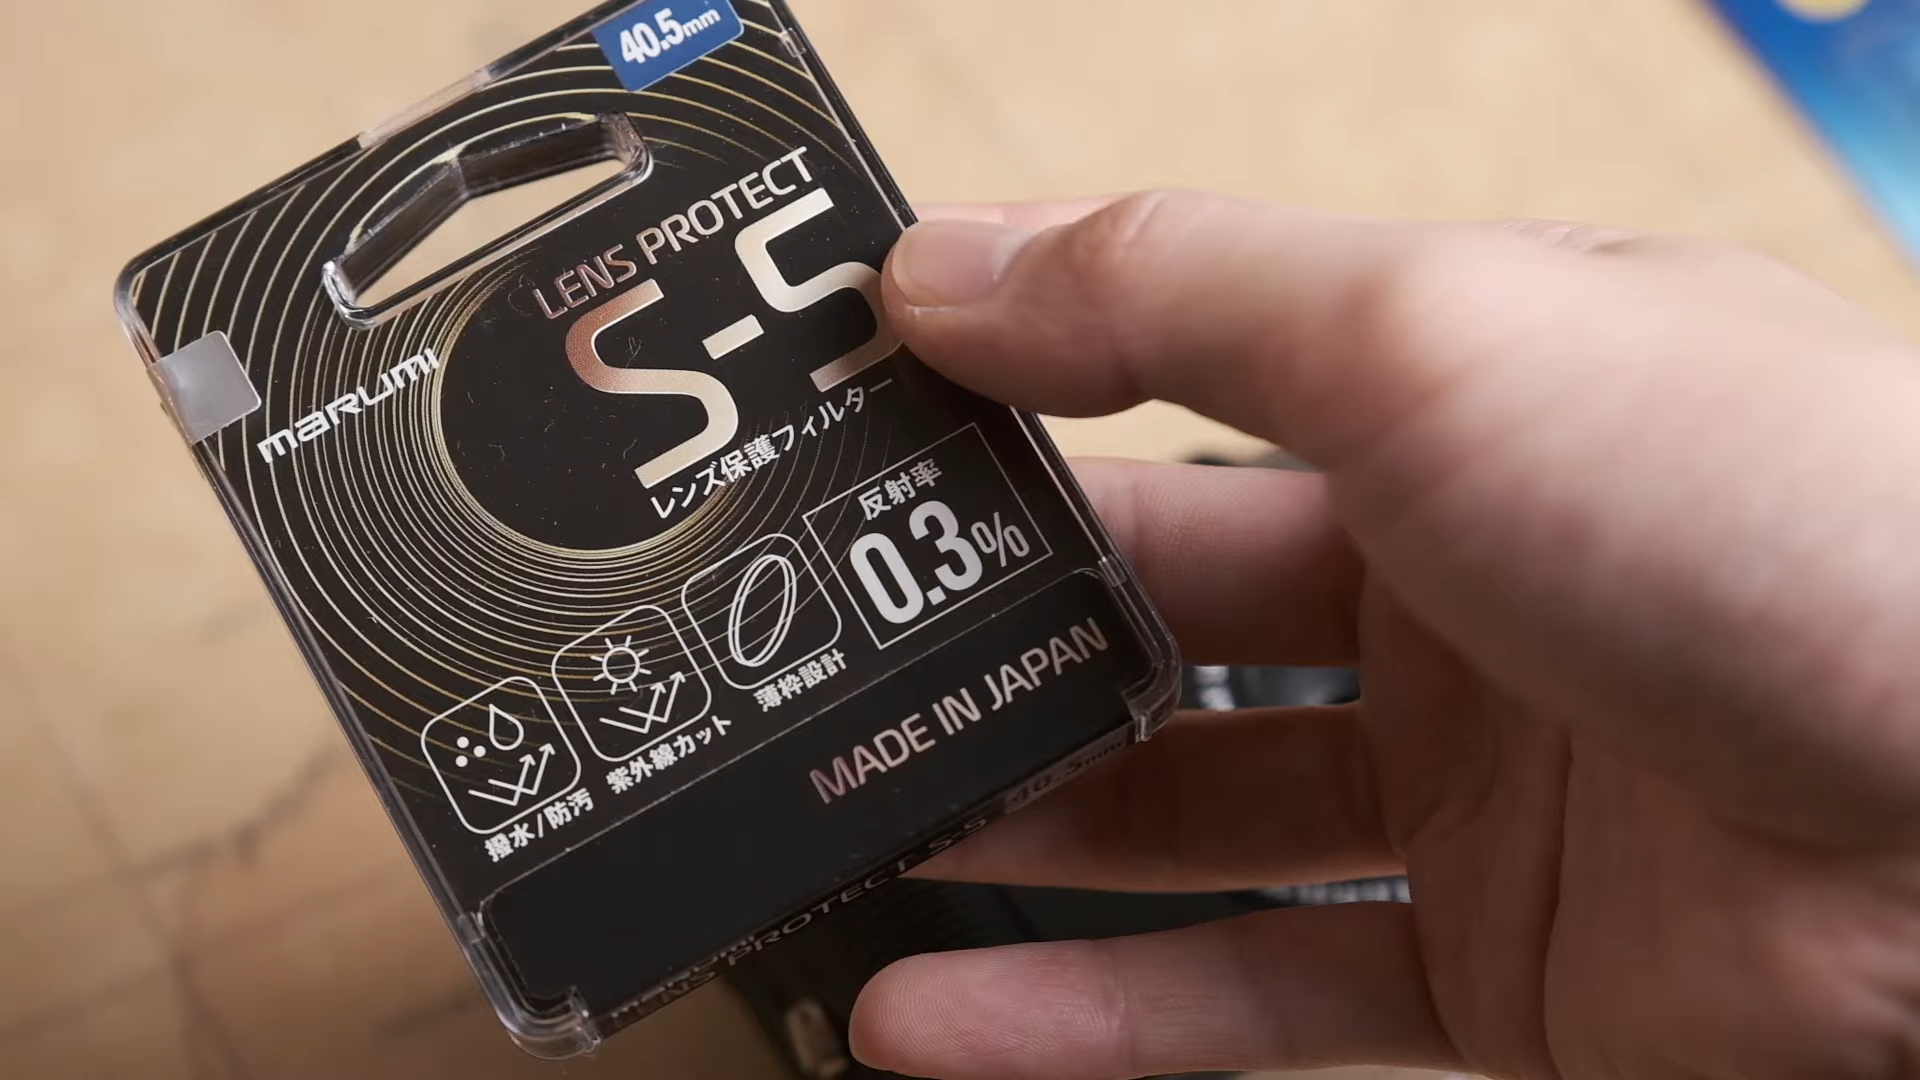 40.5mm
LENS PROTECT
S-S
marumi
レンズ保護フィルター
反射率
0.3%
薄枠設計
紫外線カット
撥水/防汚
MADE IN JAPAN
40.5mm
marumi
LENS PROTECT S-S